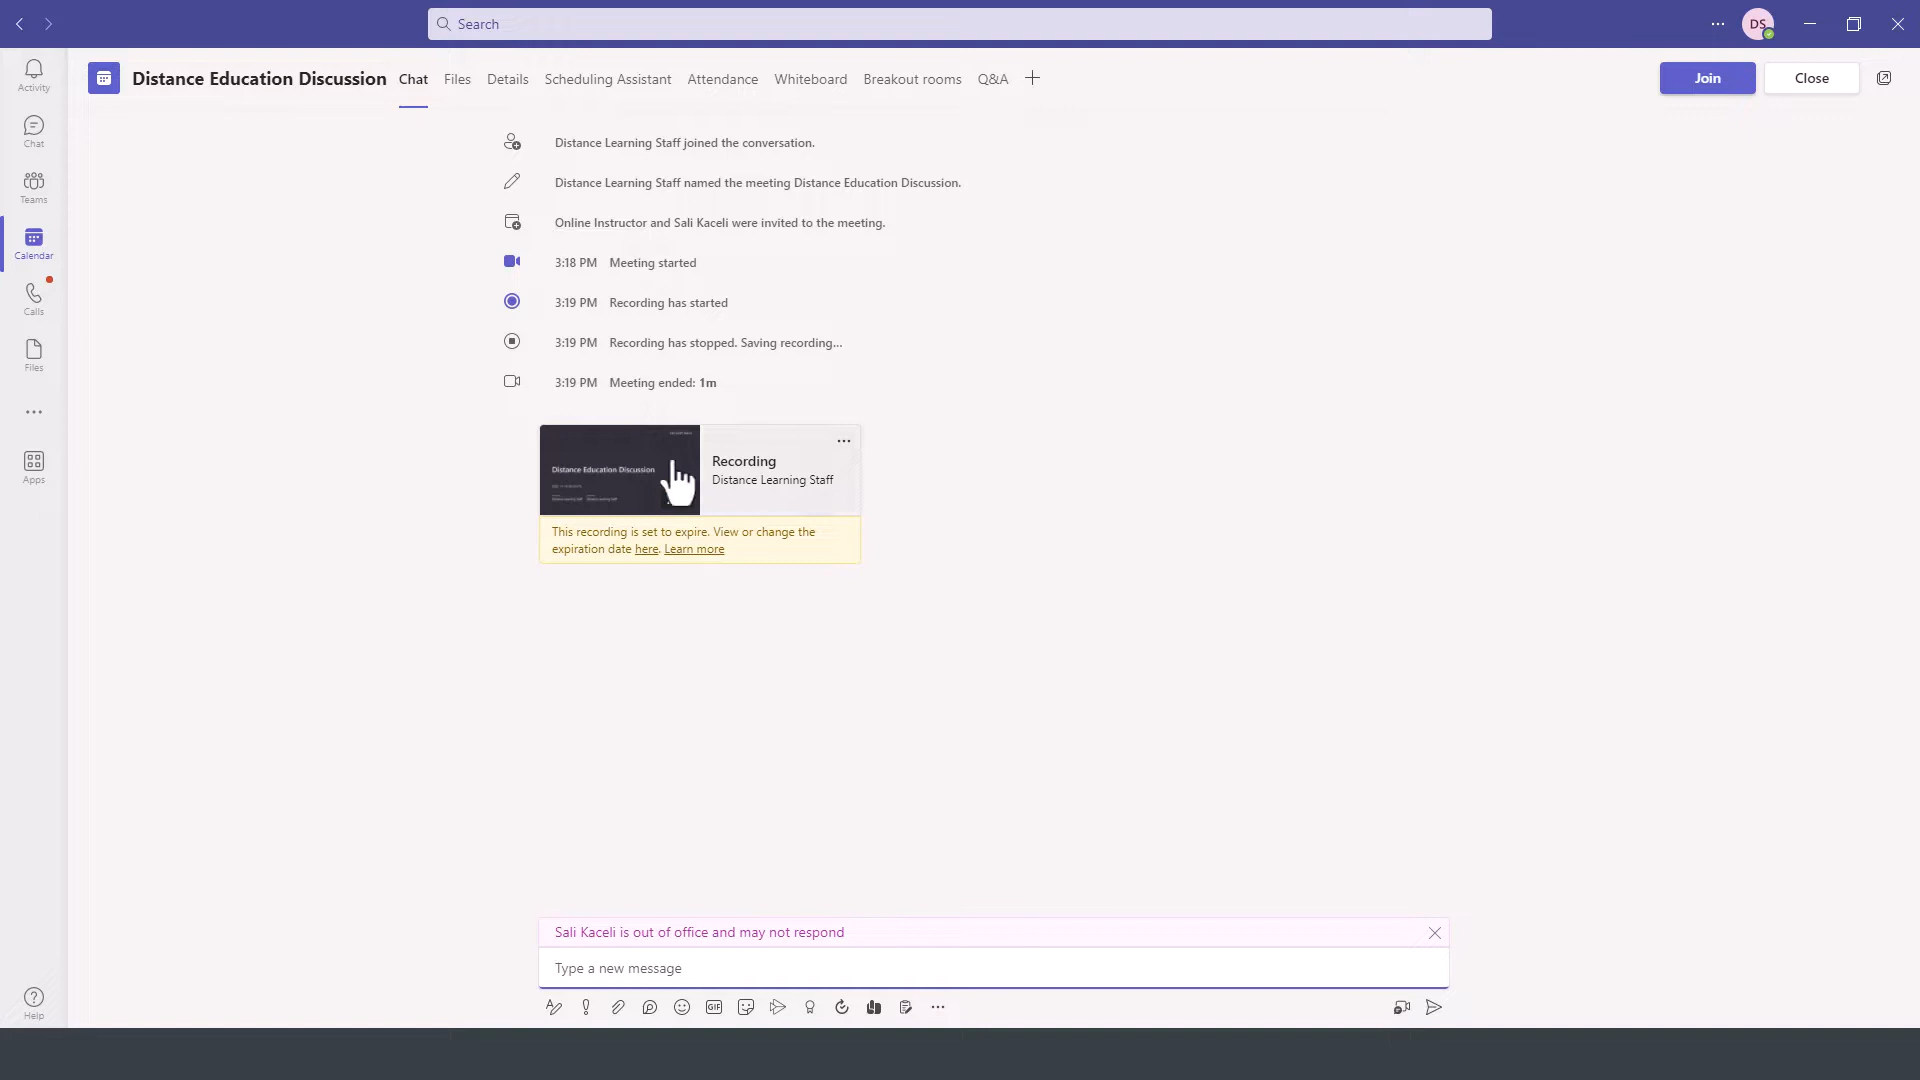 Search
DS
Activity
Chat
Teams
Calendar
Calls
Files
Apps
Help
Distance Education Discussion
Chat
Files
Details
Scheduling Assistant
Attendance
Whiteboard
Breakout rooms
Q&A
Join
Close
Distance Learning Staff joined the conversation.
Distance Learning Staff named the meeting Distance Education Discussion.
Online Instructor and Sali Kaceli were invited to the meeting.
3:18 PM Meeting started
3:19 PM Recording has started
3:19 PM Recording has stopped. Saving recording...
3:19 PM Meeting ended: 1m
Distance Education Discussion
Recording
Distance Learning Staff
This recording is set to expire. View or change the
expiration date here. Learn more
Sali Kaceli is out of office and may not respond
Type a new message
GIF